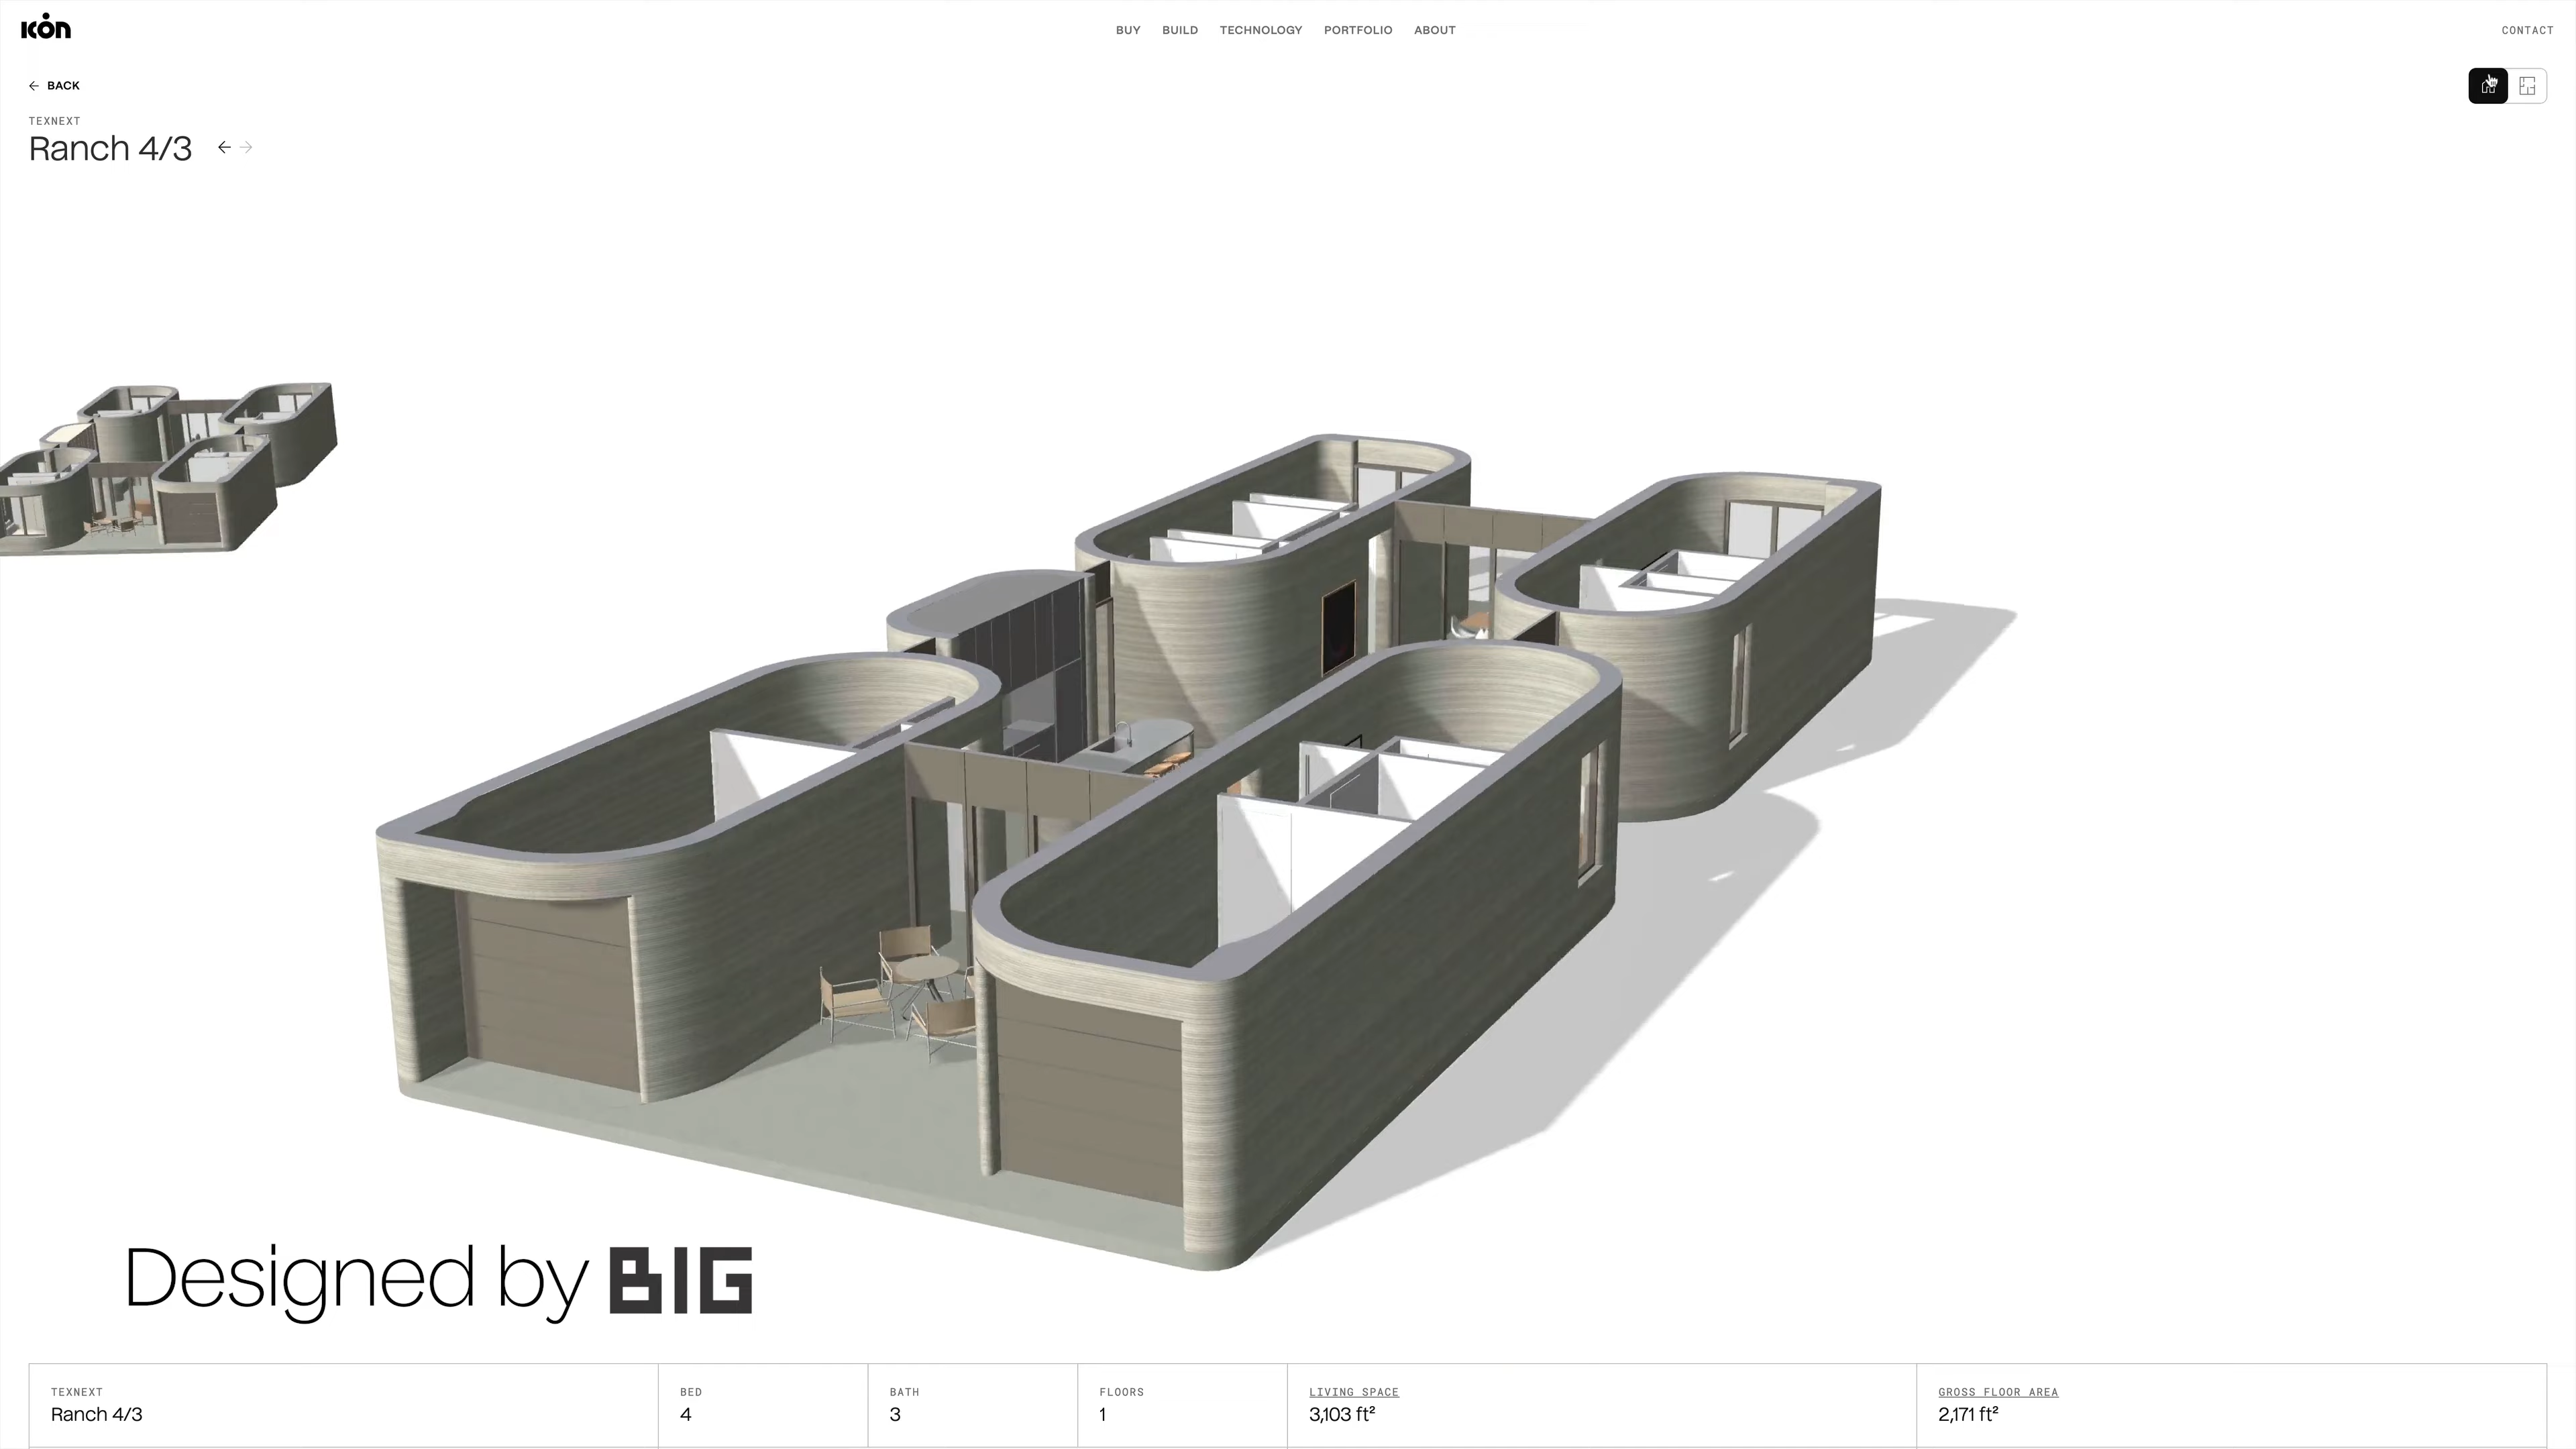 ICON
BUY BUILD TECHNOLOGY PORTFOLIO ABOUT
CONTACT
← BACK
TEXNEXT
Ranch 4/3 ← →
Designed by BIG
TEXNEXT
Ranch 4/3
BED
4
BATH
3
FLOORS
1
LIVING SPACE
3,103 ft²
GROSS FLOOR AREA
2,171 ft²